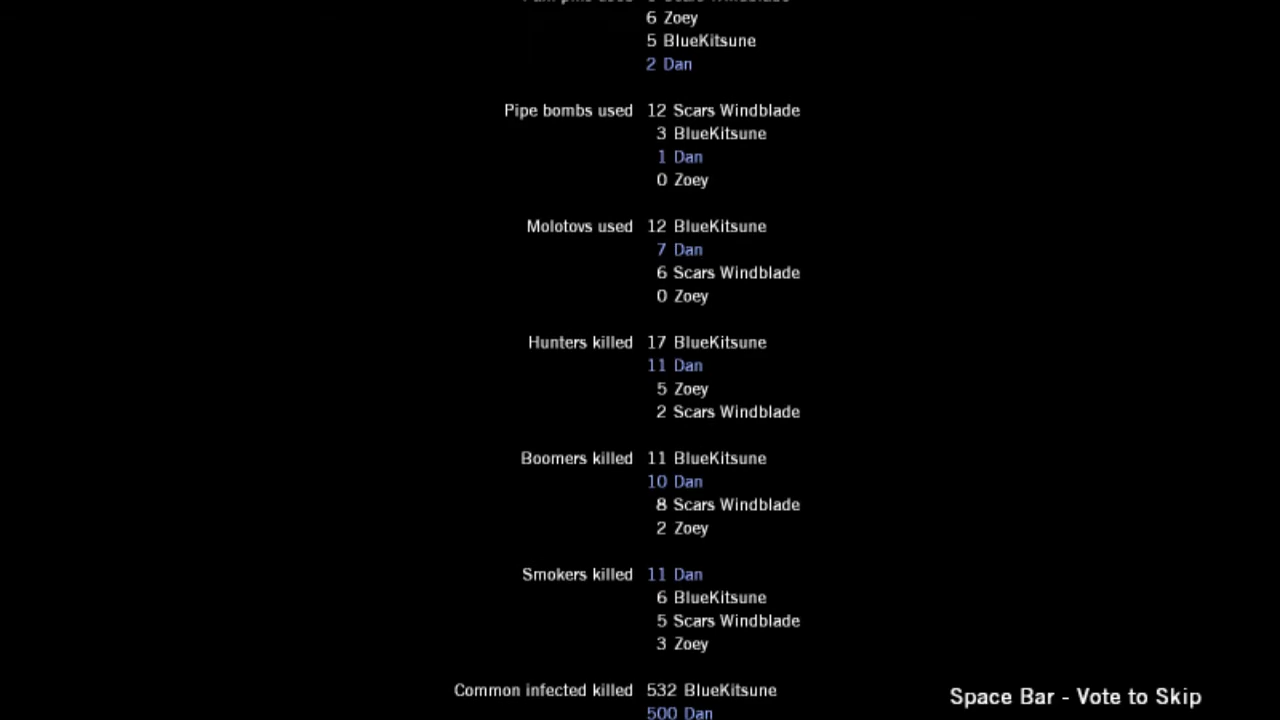 6 Zoey
5 BlueKitsune
2 Dan
Pipe bombs used 12 Scars Windblade
3 BlueKitsune
1 Dan
0 Zoey
Molotovs used 12 BlueKitsune
7 Dan
6 Scars Windblade
0 Zoey
Hunters killed 17 BlueKitsune
11 Dan
5 Zoey
2 Scars Windblade
Boomers killed 11 BlueKitsune
10 Dan
8 Scars Windblade
2 Zoey
Smokers killed 11 Dan
6 BlueKitsune
5 Scars Windblade
3 Zoey
Common infected killed 532 BlueKitsune
500 Dan
Space Bar - Vote to Skip